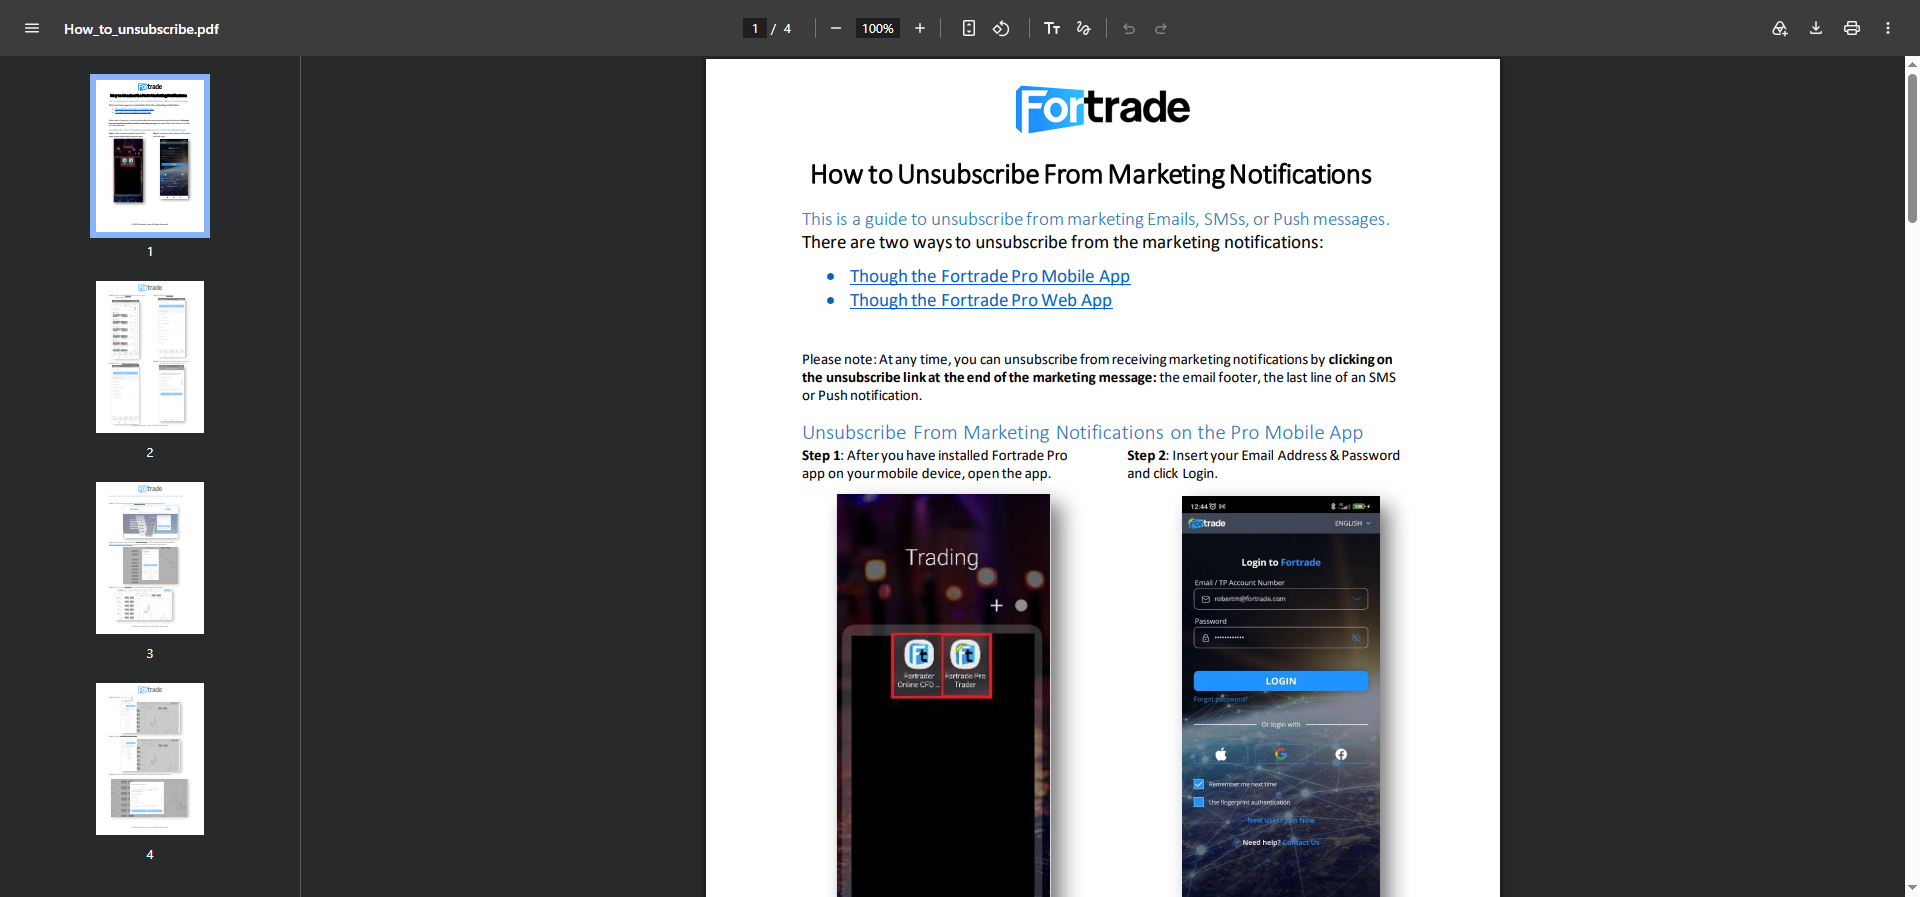 How_to_unsubscribe.pdf
1 / 4
100%
1
2
3
4
Fortrade
How to Unsubscribe From Marketing Notifications
This is a guide to unsubscribe from marketing Emails, SMSs, or Push messages.
There are two ways to unsubscribe from the marketing notifications:
• Though the Fortrade Pro Mobile App
• Though the Fortrade Pro Web App
Please note: At any time, you can unsubscribe from receiving marketing notifications by clicking on
the unsubscribe link at the end of the marketing message: the email footer, the last line of an SMS
or Push notification.
Unsubscribe From Marketing Notifications on the Pro Mobile App
Step 1: After you have installed Fortrade Pro
app on your mobile device, open the app.
Step 2: Insert your Email Address & Password
and click Login.
Trading
Fortrader
Online CFD ...
Fortrade Pro
Trader
12:44
Fortrade
ENGLISH
Login to Fortrade
Email / TP Account Number
robertm@fortrade.com
Password
LOGIN
Forgot password?
Or login with
Remember me next time
Use fingerprint authentication
New user? Join Now
Need help? Contact Us